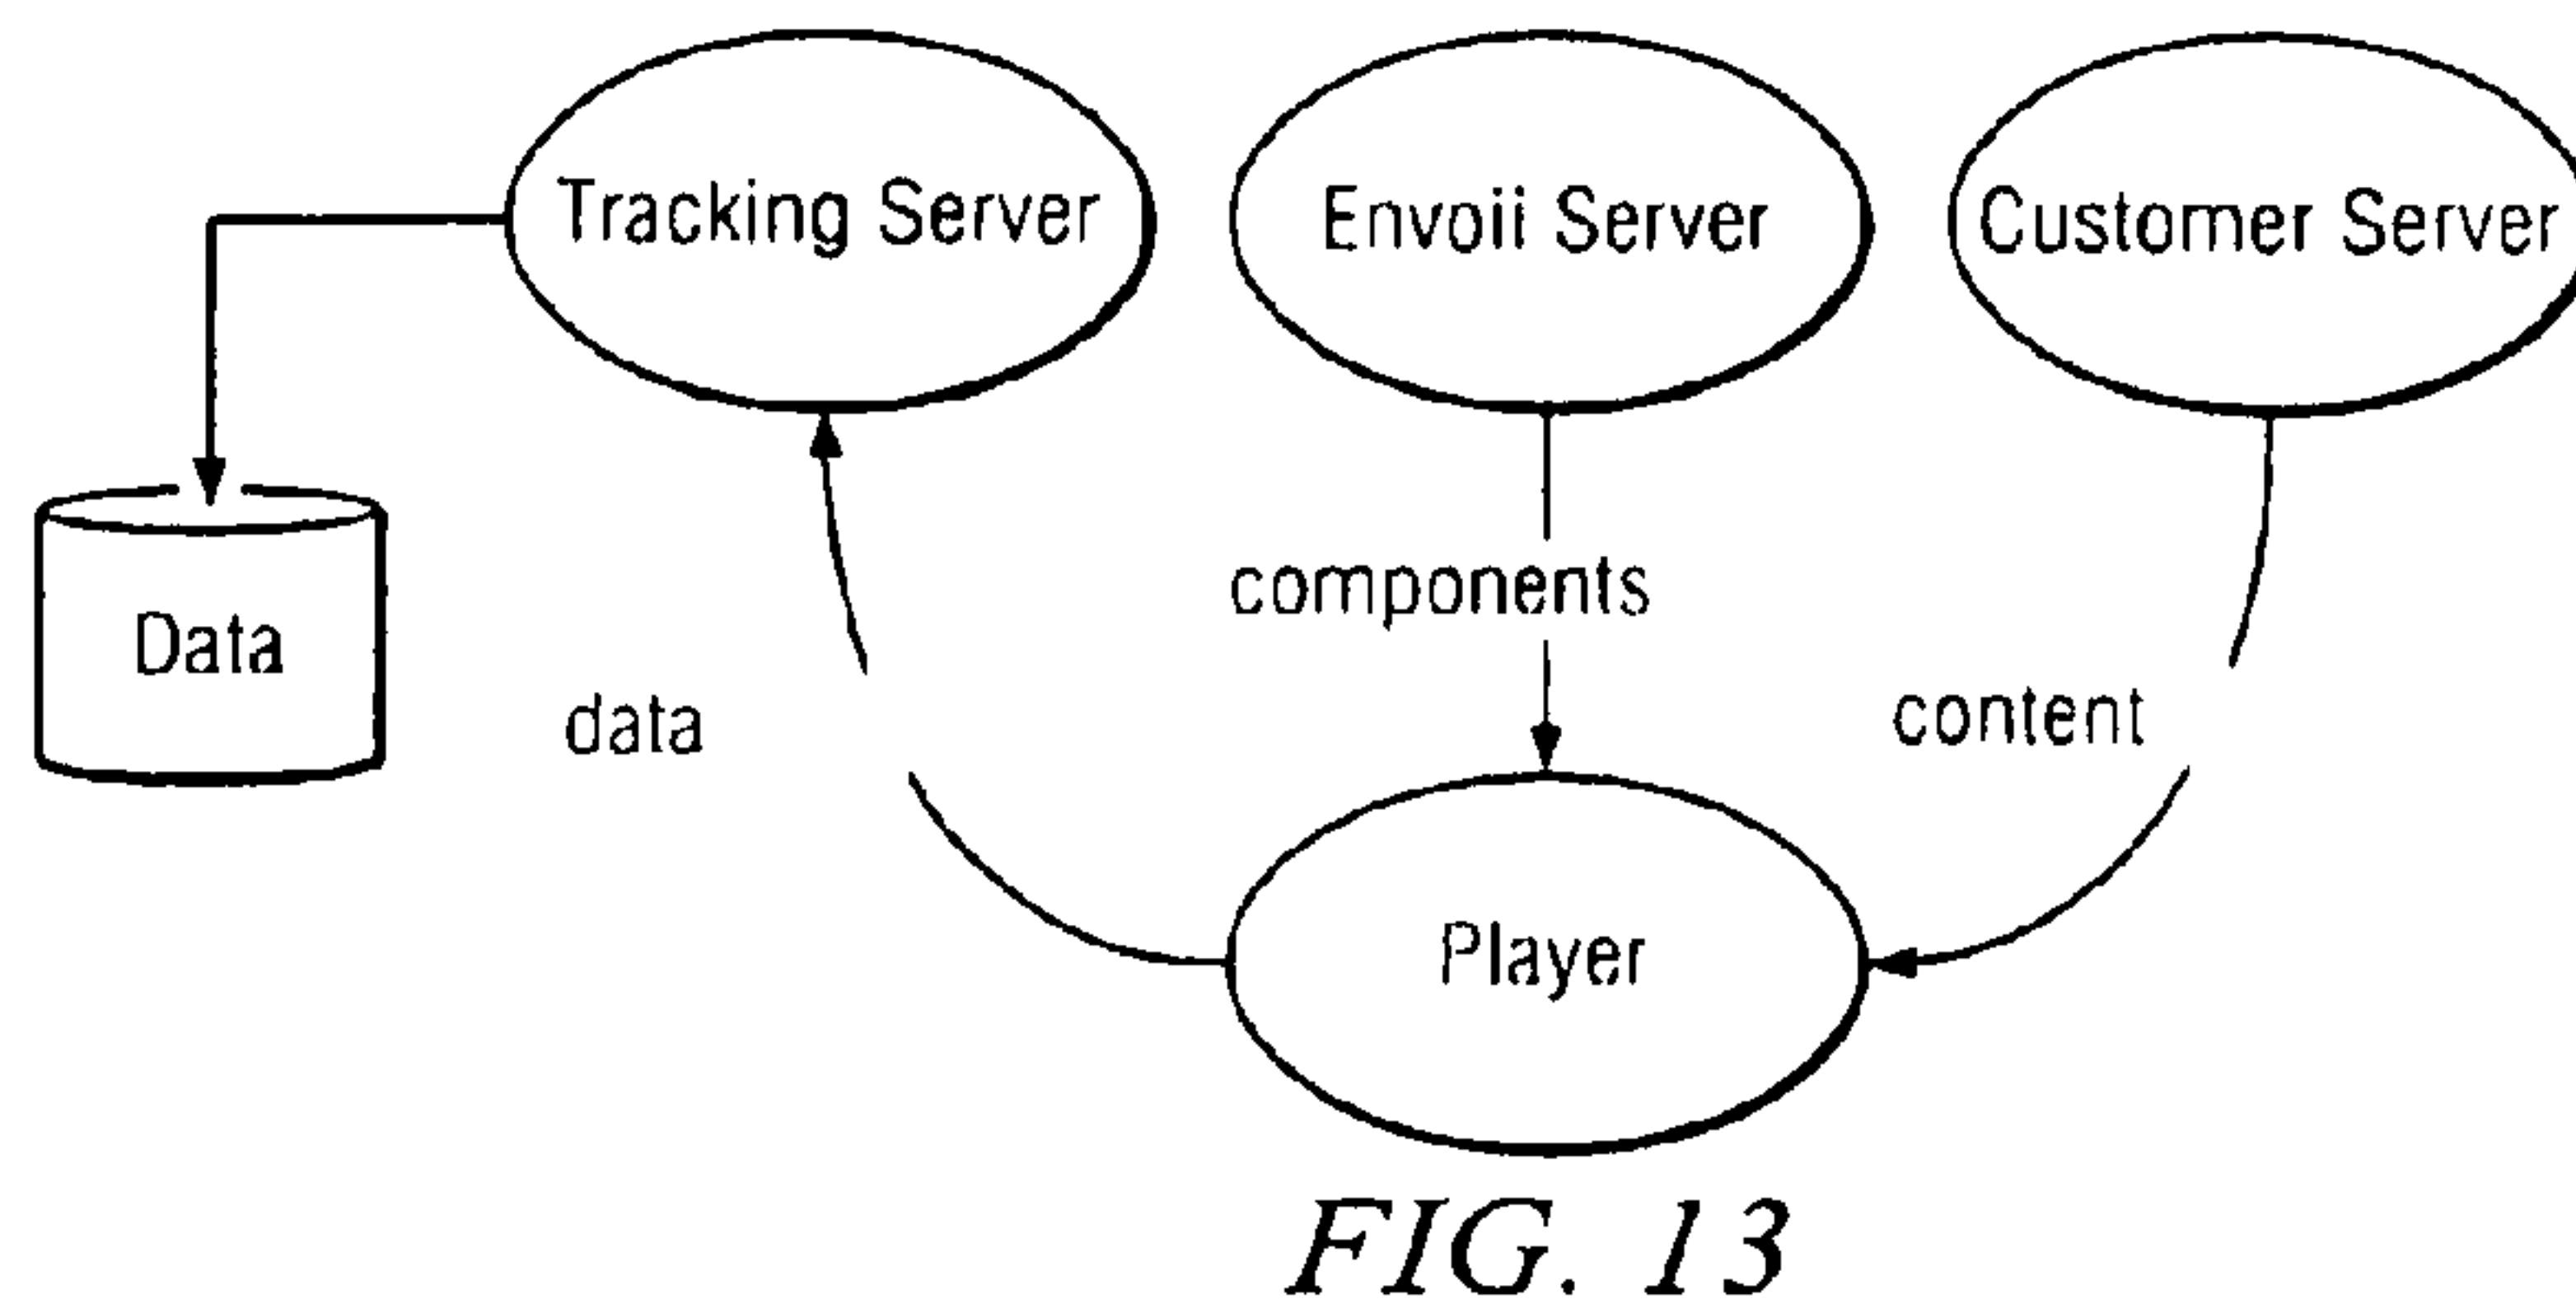 Tracking Server
Envoii Server
Customer Server
components
Data
data
content
Player
FIG. 13